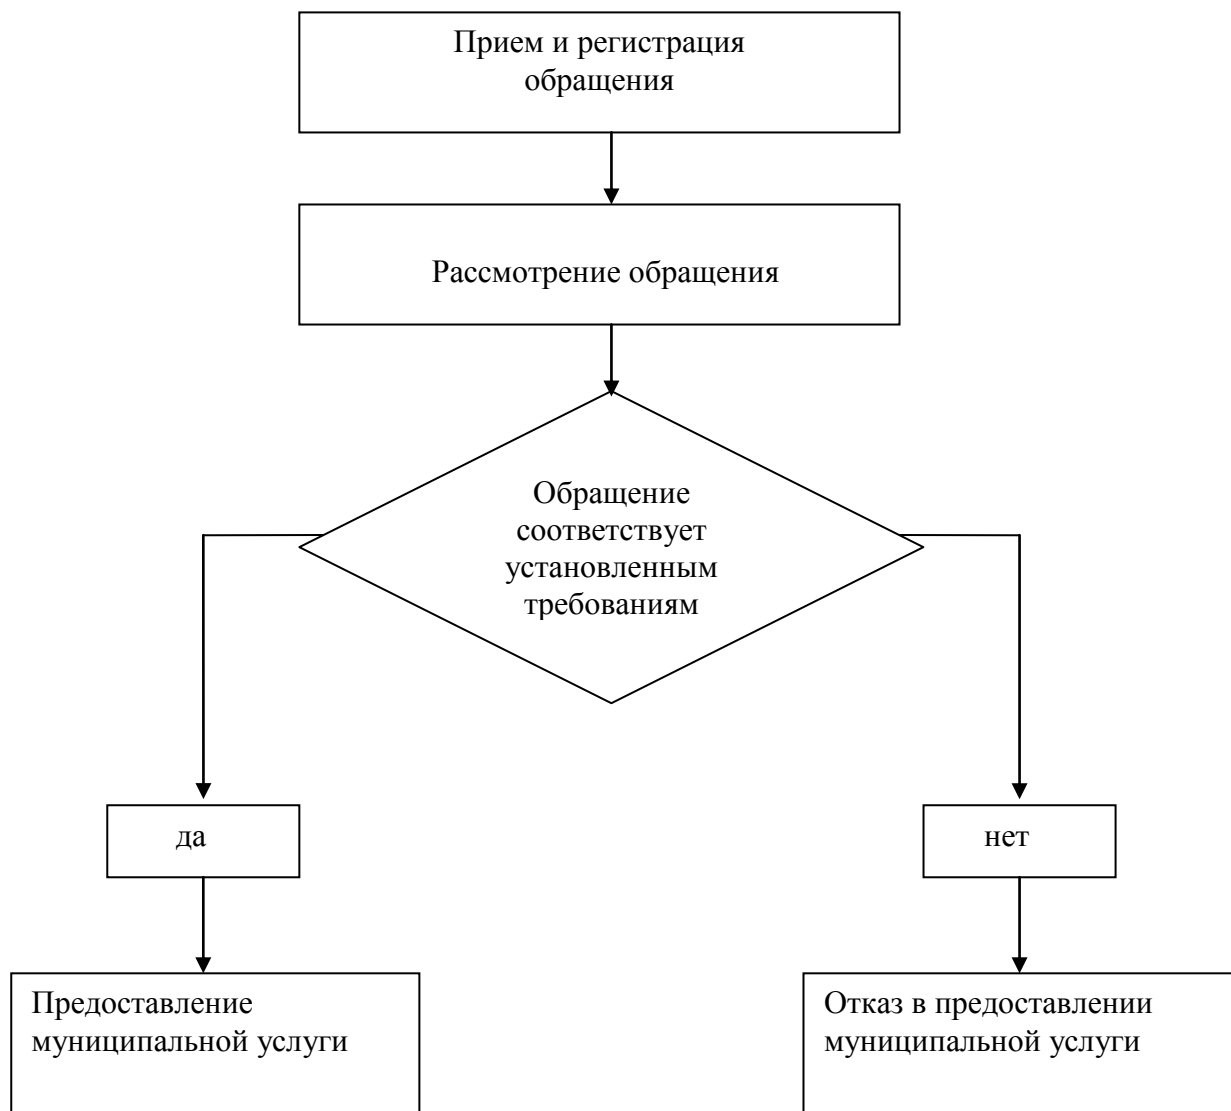 Прием и регистрация
обращения
Рассмотрение обращения
Обращение
соответствует
установленным
требованиям
да
нет
Предоставление
муниципальной услуги
Отказ в предоставлении
муниципальной услуги